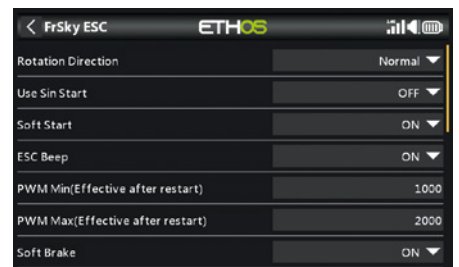 < FrSky ESC ETHOS
Rotation Direction Normal
Use Sin Start OFF
Soft Start ON
ESC Beep ON
PWM Min(Effective after restart) 1000
PWM Max(Effective after restart) 2000
Soft Brake ON